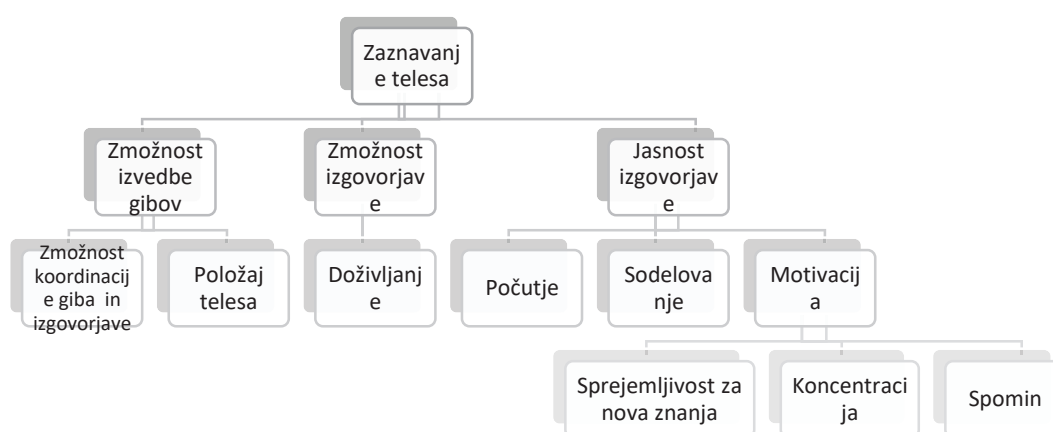 Zaznavanj
e telesa
Zmožnost
izvedbe
gibov
Zmožnost
izgovorjav
e
Jasnost
izgovorjav
e
Zmožnost
koordinacij
e giba in
izgovorjave
Položaj
telesa
Doživljanj
e
Počutje
Sodelova
nje
Motivacij
a
Sprejemljivost za
nova znanja
Koncentraci
ja
Spomin